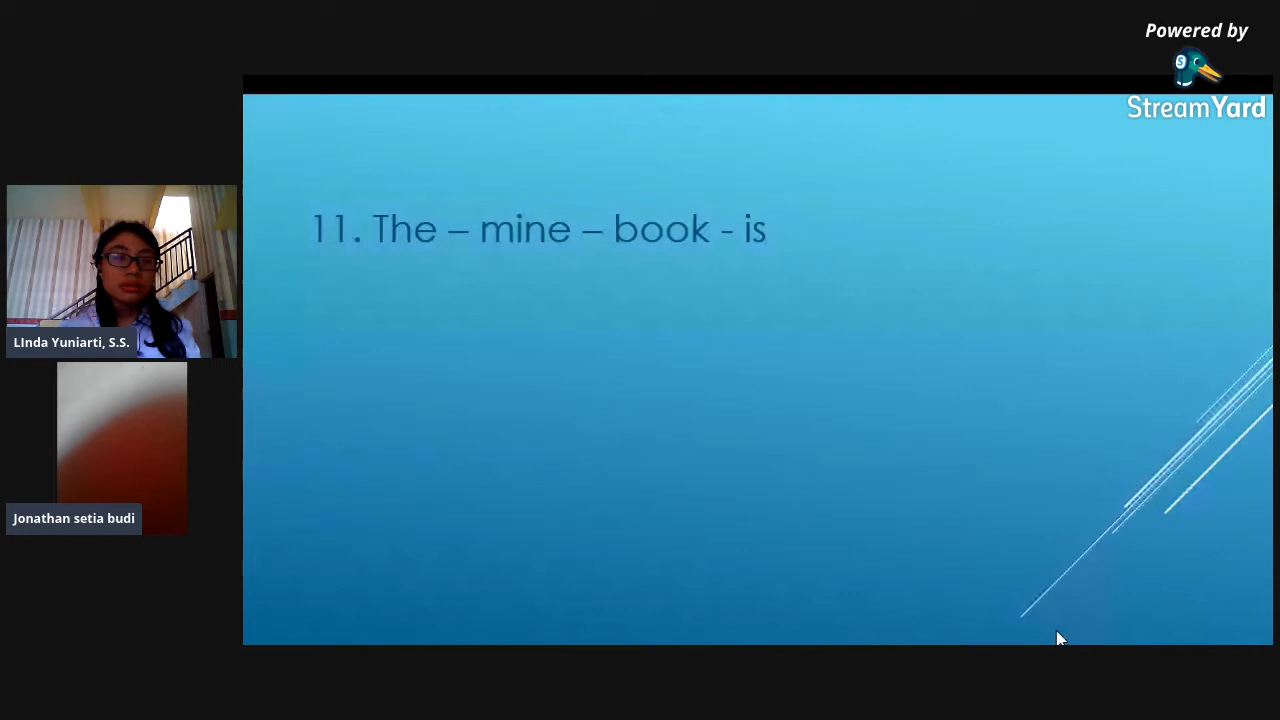 Powered by
StreamYard
11. The – mine – book - is
LInda Yuniarti, S.S.
Jonathan setia budi